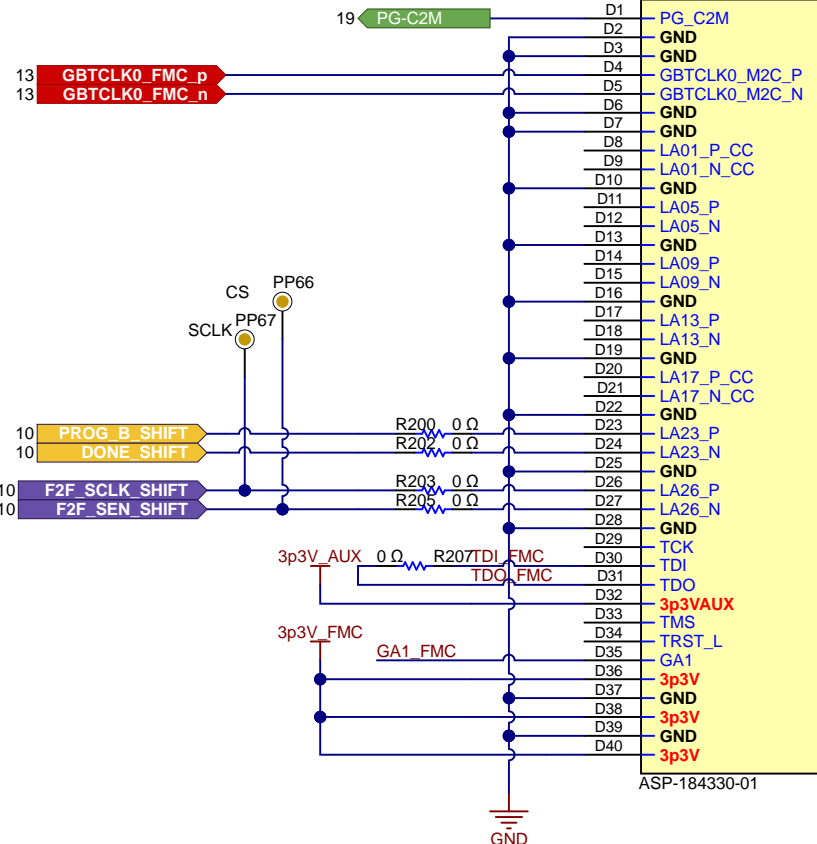 19 PG-C2M D1 PG_C2M
D2 GND
D3 GND
13 GBTCLK0_FMC_p D4 GBTCLK0_M2C_P
13 GBTCLK0_FMC_n D5 GBTCLK0_M2C_N
D6 GND
D7 GND
D8 LA01_P_CC
D9 LA01_N_CC
D10 GND
D11 LA05_P
D12 LA05_N
D13 GND
D14 LA09_P
D15 LA09_N
CS PP66
D16 GND
SCLK PP67 D17 LA13_P
D18 LA13_N
D19 GND
D20 LA17_P_CC
D21 LA17_N_CC
D22 GND
10 PROG_B_SHIFT R200 0 Ω D23 LA23_P
10 DONE_SHIFT R202 0 Ω D24 LA23_N
D25 GND
10 F2F_SCLK_SHIFT R203 0 Ω D26 LA26_P
10 F2F_SEN_SHIFT R205 0 Ω D27 LA26_N
D28 GND
D29 TCK
3p3V_AUX 0 Ω R207 TDI_FMC D30 TDI
TDO_FMC D31 TDO
D32 3p3VAUX
D33 TMS
3p3V_FMC D34 TRST_L
GA1_FMC D35 GA1
D36 3p3V
D37 GND
D38 3p3V
D39 GND
D40 3p3V
ASP-184330-01
GND